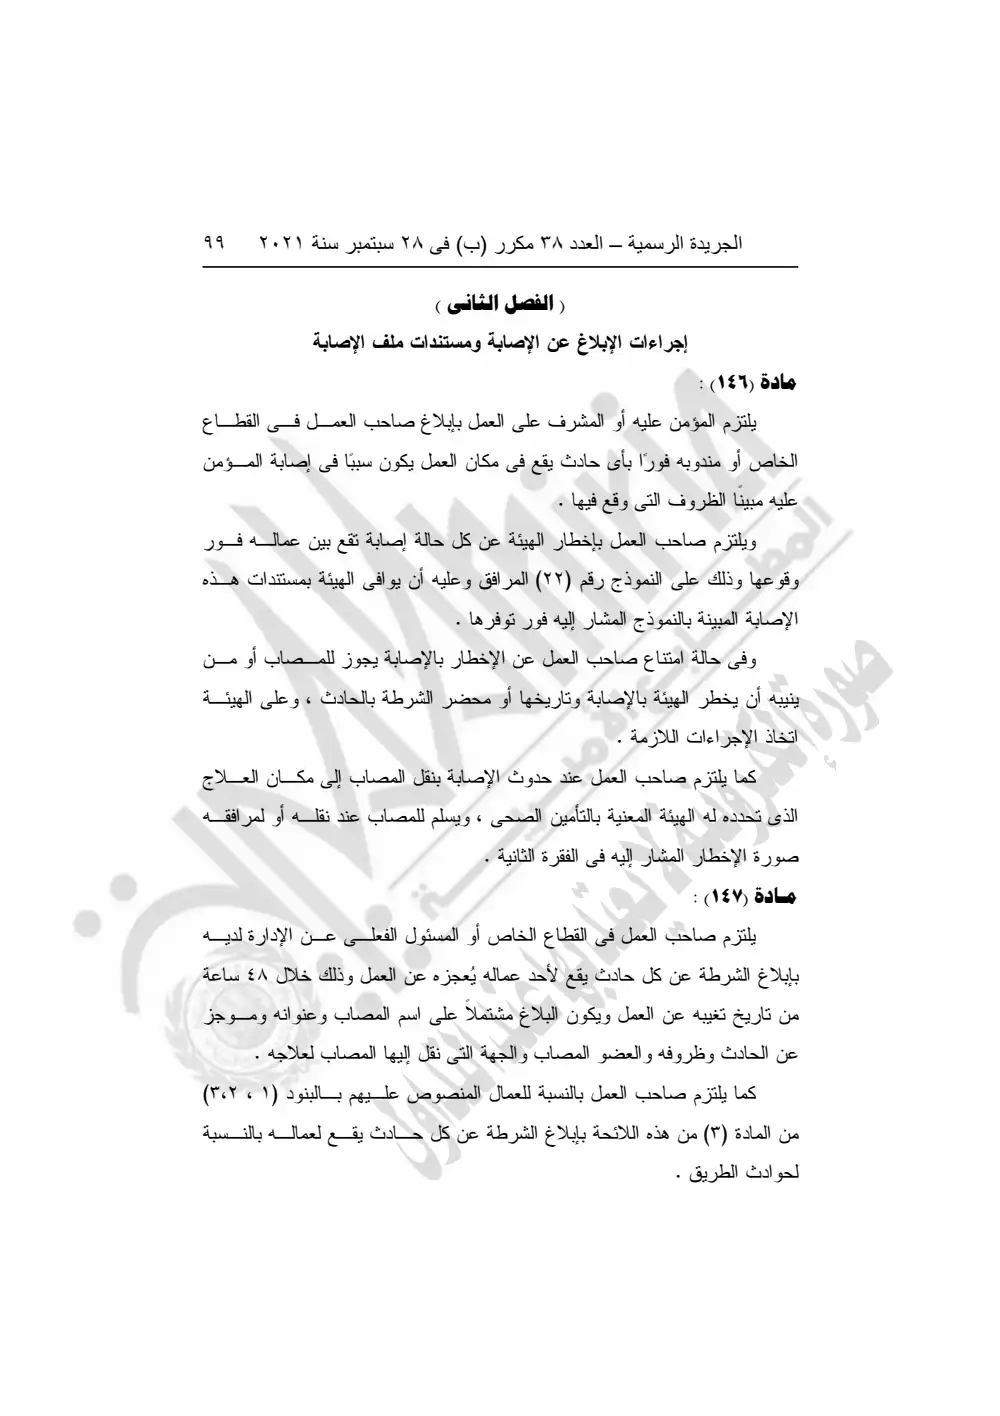 الجريدة الرسمية – العدد ٣٨ مكرر (ب) فى ٢٨ سبتمبر سنة ٢٠٢١ ٩٩
( الفصل الثانى )
إجراءات الإبلاغ عن الإصابة ومستندات ملف الإصابة
مادة (١٤٦) :
يلتزم المؤمن عليه أو المشرف على العمل بإبلاغ صاحب العمل فى القطاع
الخاص أو مندوبه فورًا بأى حادث يقع فى مكان العمل يكون سببًا فى إصابة المؤمن
عليه مبينًا الظروف التى وقع فيها .
ويلتزم صاحب العمل بإخطار الهيئة عن كل حالة إصابة تقع بين عماله فور
وقوعها وذلك على النموذج رقم (٢٢) المرافق وعليه أن يوافى الهيئة بمستندات هذه
الإصابة المبينة بالنموذج المشار إليه فور توفرها .
وفى حالة امتناع صاحب العمل عن الإخطار بالإصابة يجوز للمصاب أو من
ينيبه أن يخطر الهيئة بالإصابة وتاريخها أو محضر الشرطة بالحادث ، وعلى الهيئة
اتخاذ الإجراءات اللازمة .
كما يلتزم صاحب العمل عند حدوث الإصابة بنقل المصاب إلى مكان العلاج
الذى تحدده له الهيئة المعنية بالتأمين الصحى ، ويسلم للمصاب عند نقله أو لمرافقه
صورة الإخطار المشار إليه فى الفقرة الثانية .
مادة (١٤٧) :
يلتزم صاحب العمل فى القطاع الخاص أو المسئول الفعلى عن الإدارة لديه
بإبلاغ الشرطة عن كل حادث يقع لأحد عماله يُعجزه عن العمل وذلك خلال ٤٨ ساعة
من تاريخ تغيبه عن العمل ويكون البلاغ مشتملاً على اسم المصاب وعنوانه وموجز
عن الحادث وظروفه والعضو المصاب والجهة التى نقل إليها المصاب لعلاجه .
كما يلتزم صاحب العمل بالنسبة للعمال المنصوص عليهم بالبنود (١ ، ٣،٢)
من المادة (٣) من هذه اللائحة بإبلاغ الشرطة عن كل حادث يقع لعماله بالنسبة
لحوادث الطريق .
صورة إلكترونية لا يعتد بها عند التداول